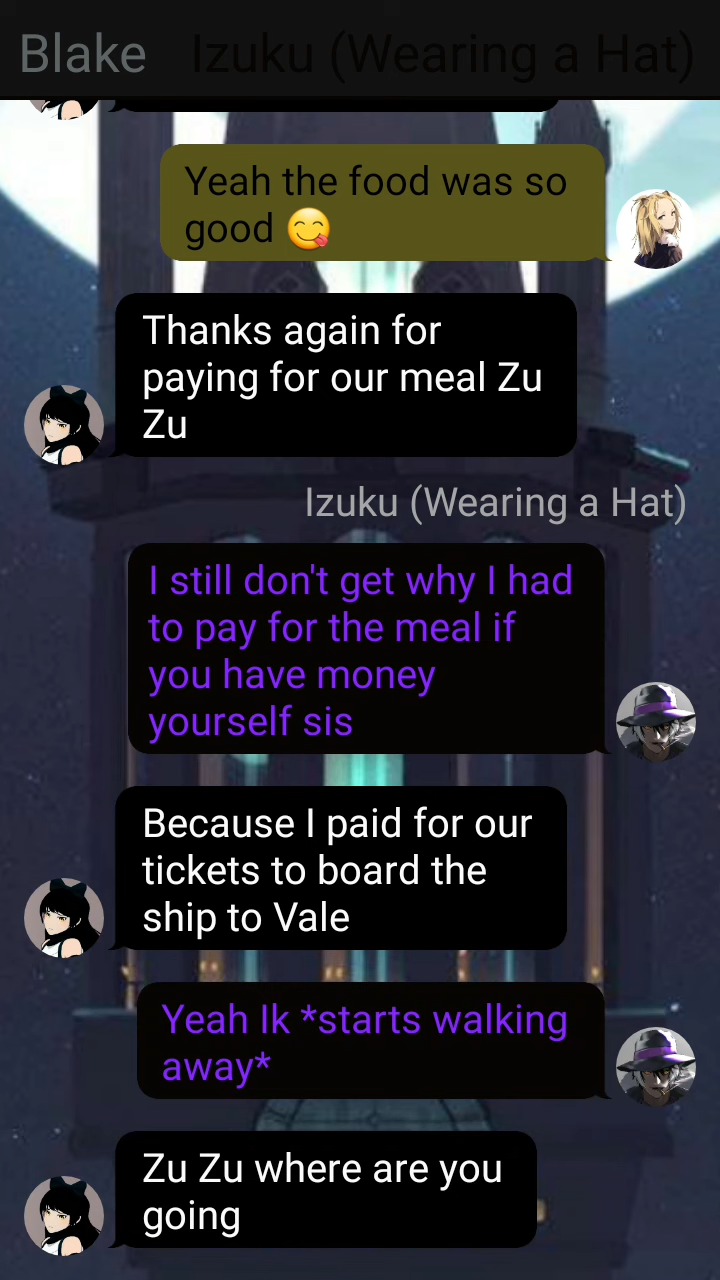 Blake Izuku (Wearing a Hat)
Yeah the food was so
good 😋
Thanks again for
paying for our meal Zu
Zu
Izuku (Wearing a Hat)
I still don't get why I had
to pay for the meal if
you have money
yourself sis
Because I paid for our
tickets to board the
ship to Vale
Yeah Ik *starts walking
away*
Zu Zu where are you
going